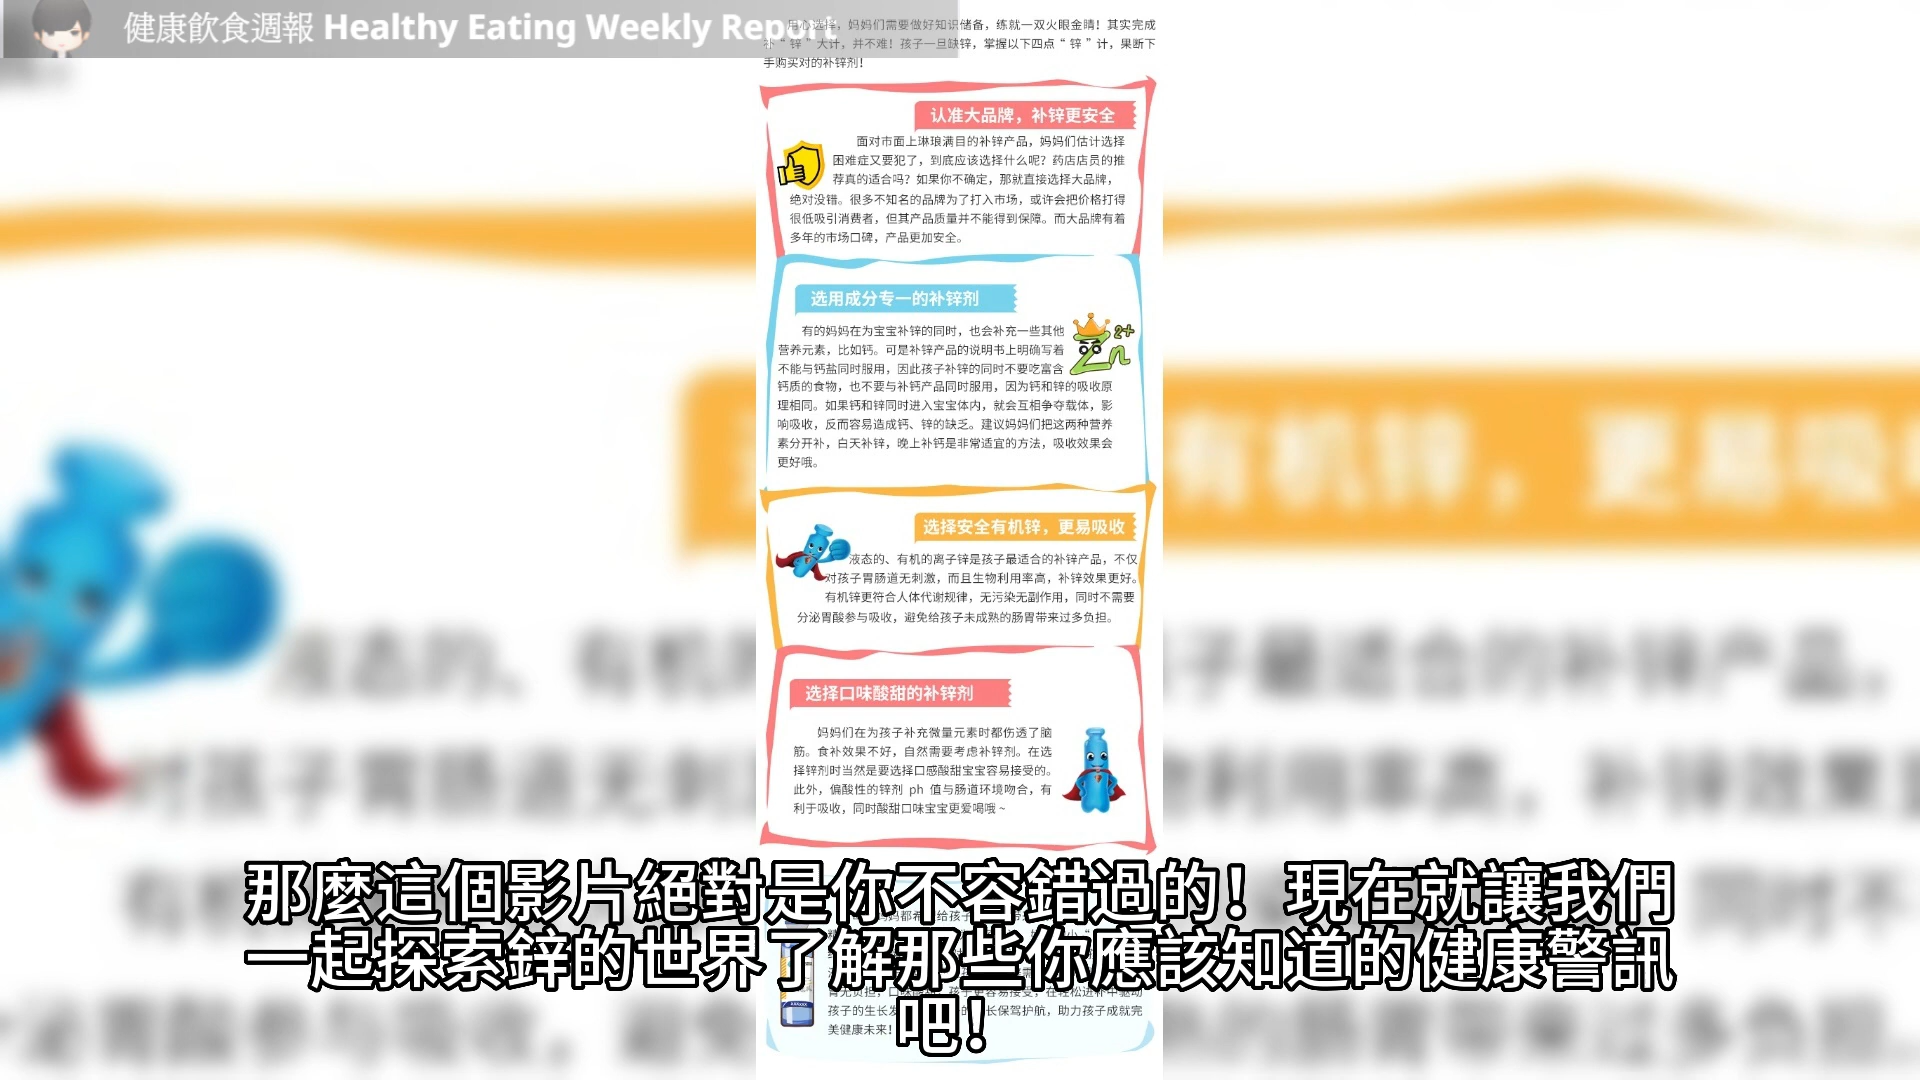 健康飲食週報 Healthy Eating Weekly Report
用心选择，妈妈们需要做好知识储备，练就一双火眼金睛！其实完成
补“ 锌 ”大计，并不难！孩子一旦缺锌，掌握以下四点“ 锌 ”计，果断下
手购买对的补锌剂！
认准大品牌，补锌更安全
面对市面上琳琅满目的补锌产品，妈妈们估计选择
困难症又要犯了，到底应该选择什么呢？药店店员的推
荐真的适合吗？如果你不确定，那就直接选择大品牌，
绝对没错。很多不知名的品牌为了打入市场，或许会把价格打得
很低吸引消费者，但其产品质量并不能得到保障。而大品牌有着
多年的市场口碑，产品更加安全。
选用成分专一的补锌剂
有的妈妈在为宝宝补锌的同时，也会补充一些其他
营养元素，比如钙。可是补锌产品的说明书上明确写着
不能与钙盐同时服用，因此孩子补锌的同时不要吃富含
钙质的食物，也不要与补钙产品同时服用，因为钙和锌的吸收原
理相同。如果钙和锌同时进入宝宝体内，就会互相争夺载体，影
响吸收，反而容易造成钙、锌的缺乏。建议妈妈们把这两种营养
素分开补，白天补锌，晚上补钙是非常适宜的方法，吸收效果会
更好哦。
Zn 2+
选择安全有机锌，更易吸收
液态的、有机的离子锌是孩子最适合的补锌产品，不仅
对孩子胃肠道无刺激，而且生物利用率高，补锌效果更好。
有机锌更符合人体代谢规律，无污染无副作用，同时不需要
分泌胃酸参与吸收，避免给孩子未成熟的肠胃带来过多负担。
选择口味酸甜的补锌剂
妈妈们在为孩子补充微量元素时都伤透了脑
筋。食补效果不好，自然需要考虑补锌剂。在选
择锌剂时当然是要选择口感酸甜宝宝容易接受的。
此外，偏酸性的锌剂 ph 值与肠道环境吻合，有
利于吸收，同时酸甜口味宝宝更爱喝哦 ~
那麼這個影片絕對是你不容錯過的！現在就讓我們
一起探索鋅的世界了解那些你應該知道的健康警訊
吧！
孩子的生长发
长保驾护航，助力孩子成就完
美健康未来！